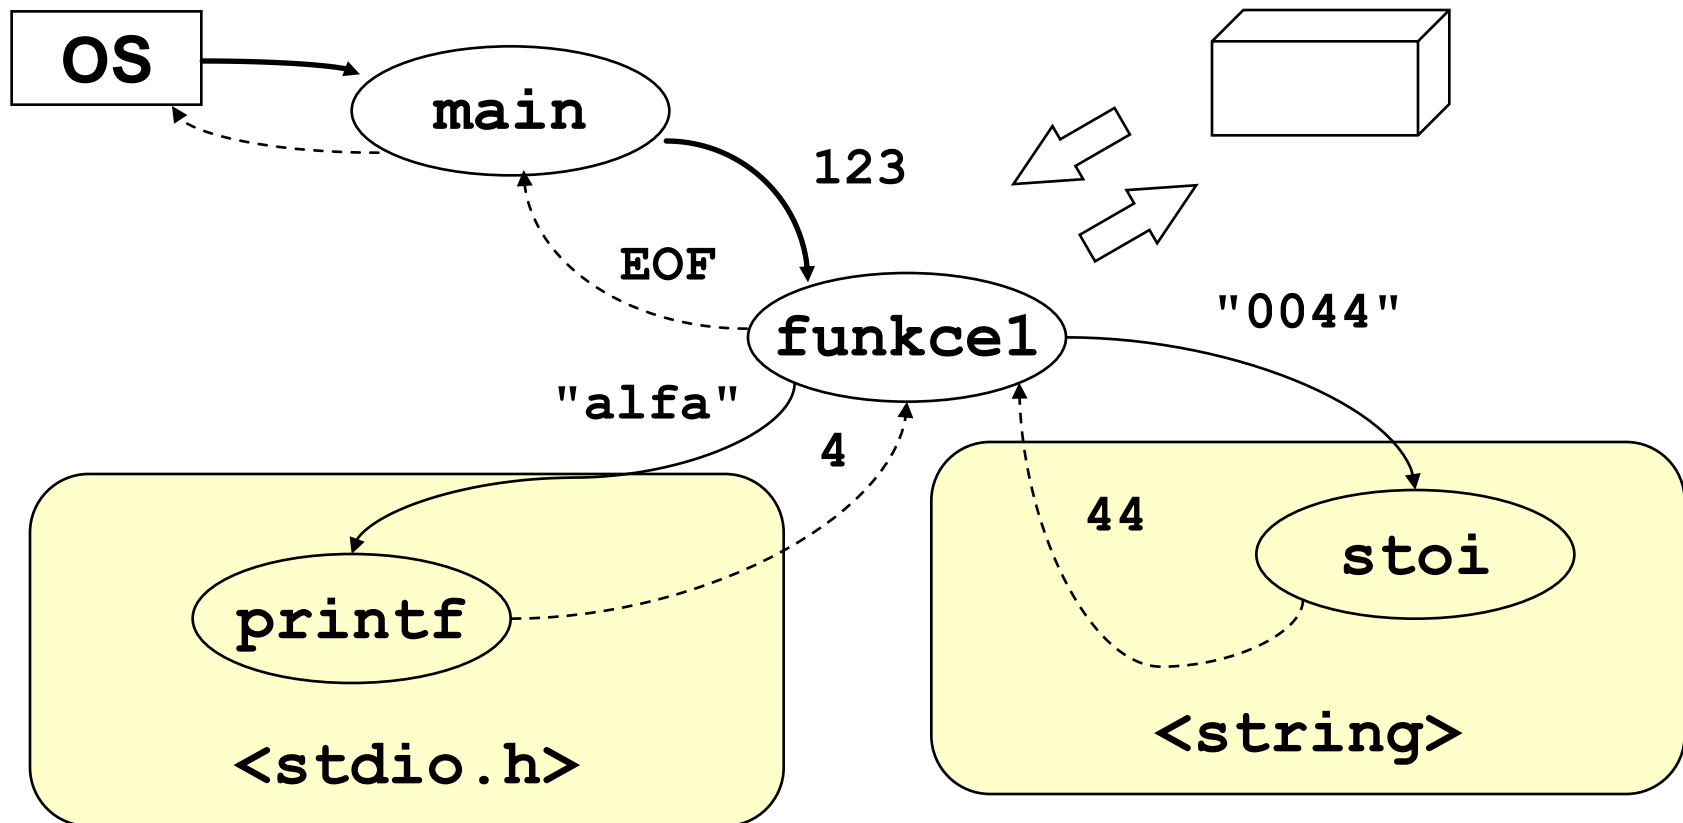 OS
main
123
EOF
funkce1
"0044"
"alfa"
4
44
stoi
printf
<string>
<stdio.h>